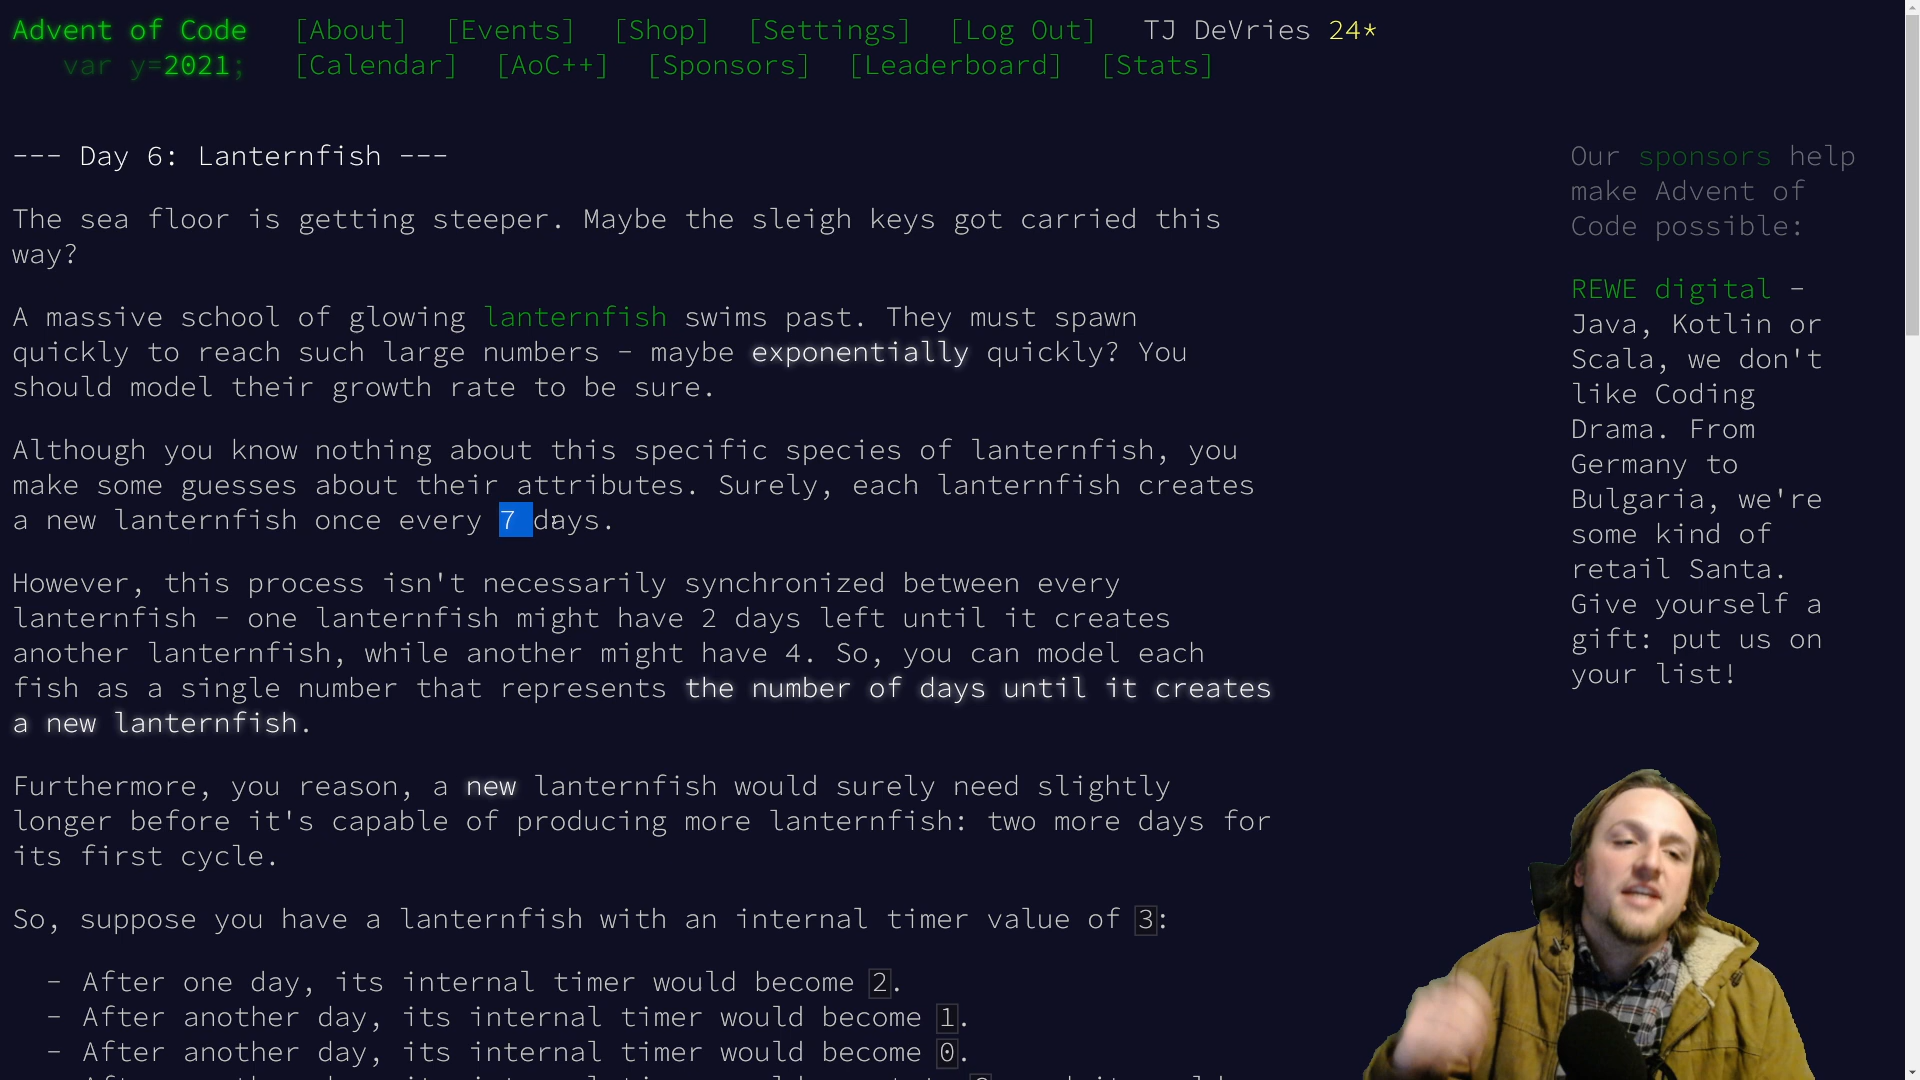 Advent of Code [About] [Events] [Shop] [Settings] [Log Out] TJ DeVries 24*
var y=2021; [Calendar] [AoC++] [Sponsors] [Leaderboard] [Stats]
--- Day 6: Lanternfish ---
The sea floor is getting steeper. Maybe the sleigh keys got carried this
way?
A massive school of glowing lanternfish swims past. They must spawn
quickly to reach such large numbers - maybe exponentially quickly? You
should model their growth rate to be sure.
Although you know nothing about this specific species of lanternfish, you
make some guesses about their attributes. Surely, each lanternfish creates
a new lanternfish once every 7 days.
However, this process isn't necessarily synchronized between every
lanternfish - one lanternfish might have 2 days left until it creates
another lanternfish, while another might have 4. So, you can model each
fish as a single number that represents the number of days until it creates
a new lanternfish.
Furthermore, you reason, a new lanternfish would surely need slightly
longer before it's capable of producing more lanternfish: two more days for
its first cycle.
So, suppose you have a lanternfish with an internal timer value of 3:
- After one day, its internal timer would become 2.
- After another day, its internal timer would become 1.
- After another day, its internal timer would become 0.
Our sponsors help
make Advent of
Code possible:
REWE digital -
Java, Kotlin or
Scala, we don't
like Coding
Drama. From
Germany to
Bulgaria, we're
some kind of
retail Santa.
Give yourself a
gift: put us on
your list!